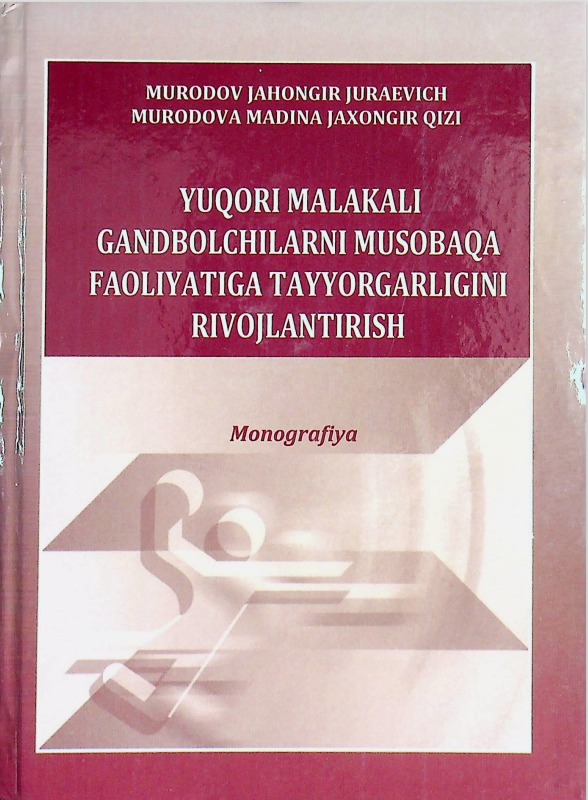 MURODOV JAHONGIR JURAEVICH
MURODOVA MADINA JAXONGIR QIZI
YUQORI MALAKALI
GANDBOLCHILARNI MUSOBAQA
FAOLIYATIGA TAYYORGARLIGINI
RIVOJLANTIRISH
Monografiya